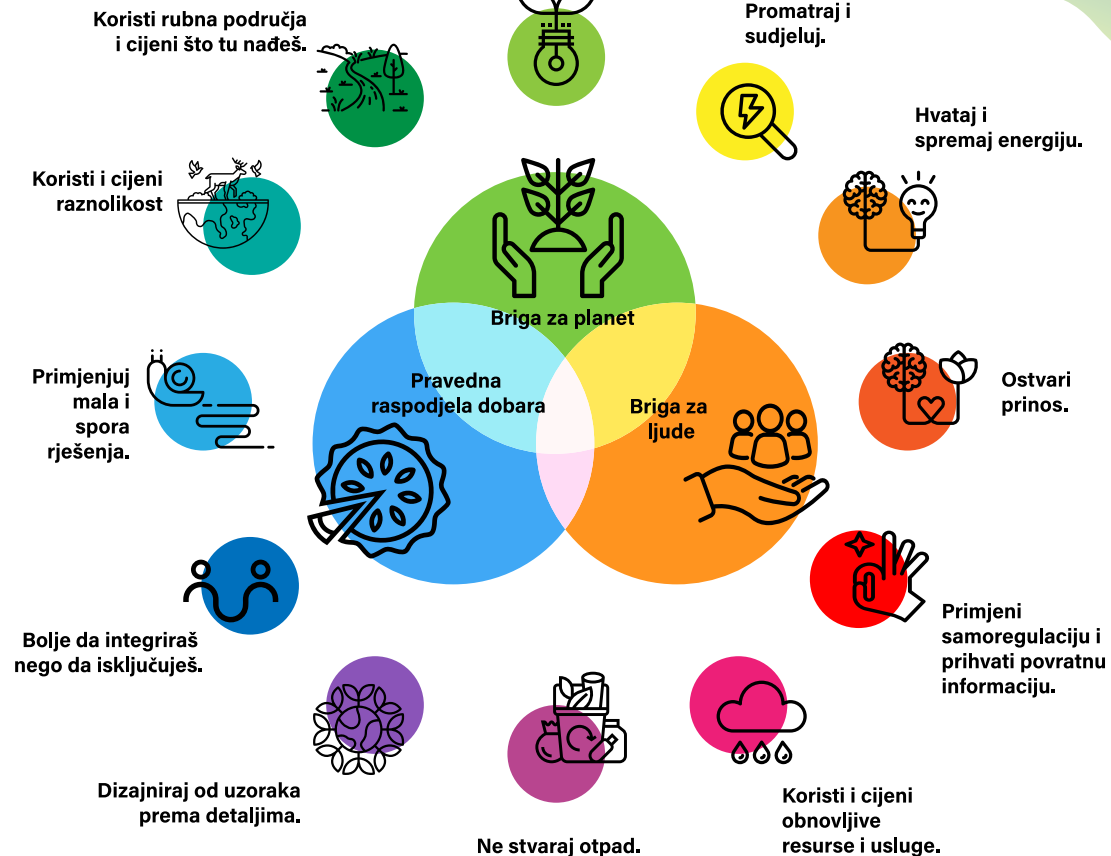 Koristi rubna područja
i cijeni što tu nađeš.
Promatraj i
sudjeluj.
Hvataj i
spremaj energiju.
Koristi i cijeni
raznolikost
Briga za planet
Primjenjuj
mala i
spora
rješenja.
Pravedna
raspodjela dobara
Briga za
ljude
Ostvari
prinos.
Bolje da integriraš
nego da isključuješ.
Primjeni
samoregulaciju i
prihvati povratnu
informaciju.
Dizajniraj od uzoraka
prema detaljima.
Ne stvaraj otpad.
Koristi i cijeni
obnovljive
resurse i usluge.